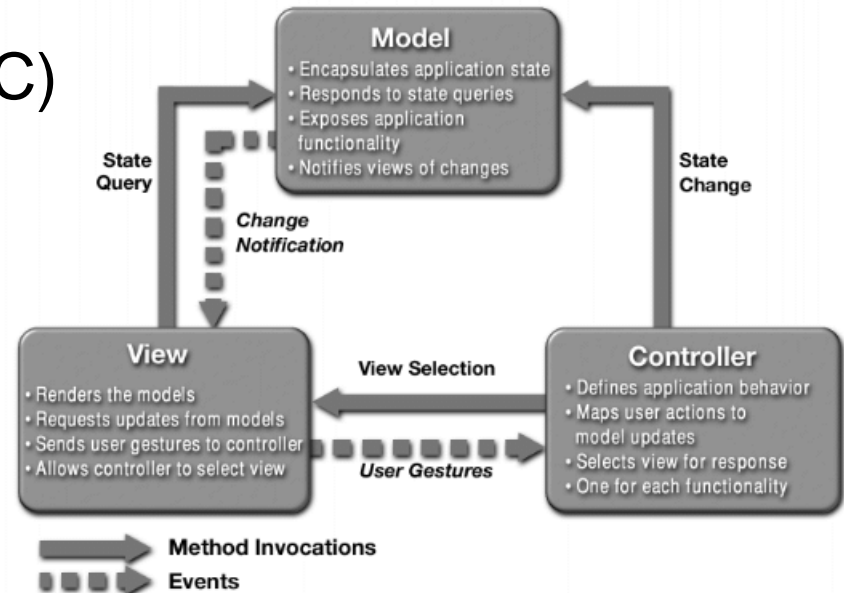 C)
Model
• Encapsulates application state
• Responds to state queries
• Exposes application
functionality
• Notifies views of changes
State
Query
State
Change
Change
Notification
View
• Renders the models
• Requests updates from models
• Sends user gestures to controller
• Allows controller to select view
View Selection
User Gestures
Controller
• Defines application behavior
• Maps user actions to
model updates
• Selects view for response
• One for each functionality
Method Invocations
Events